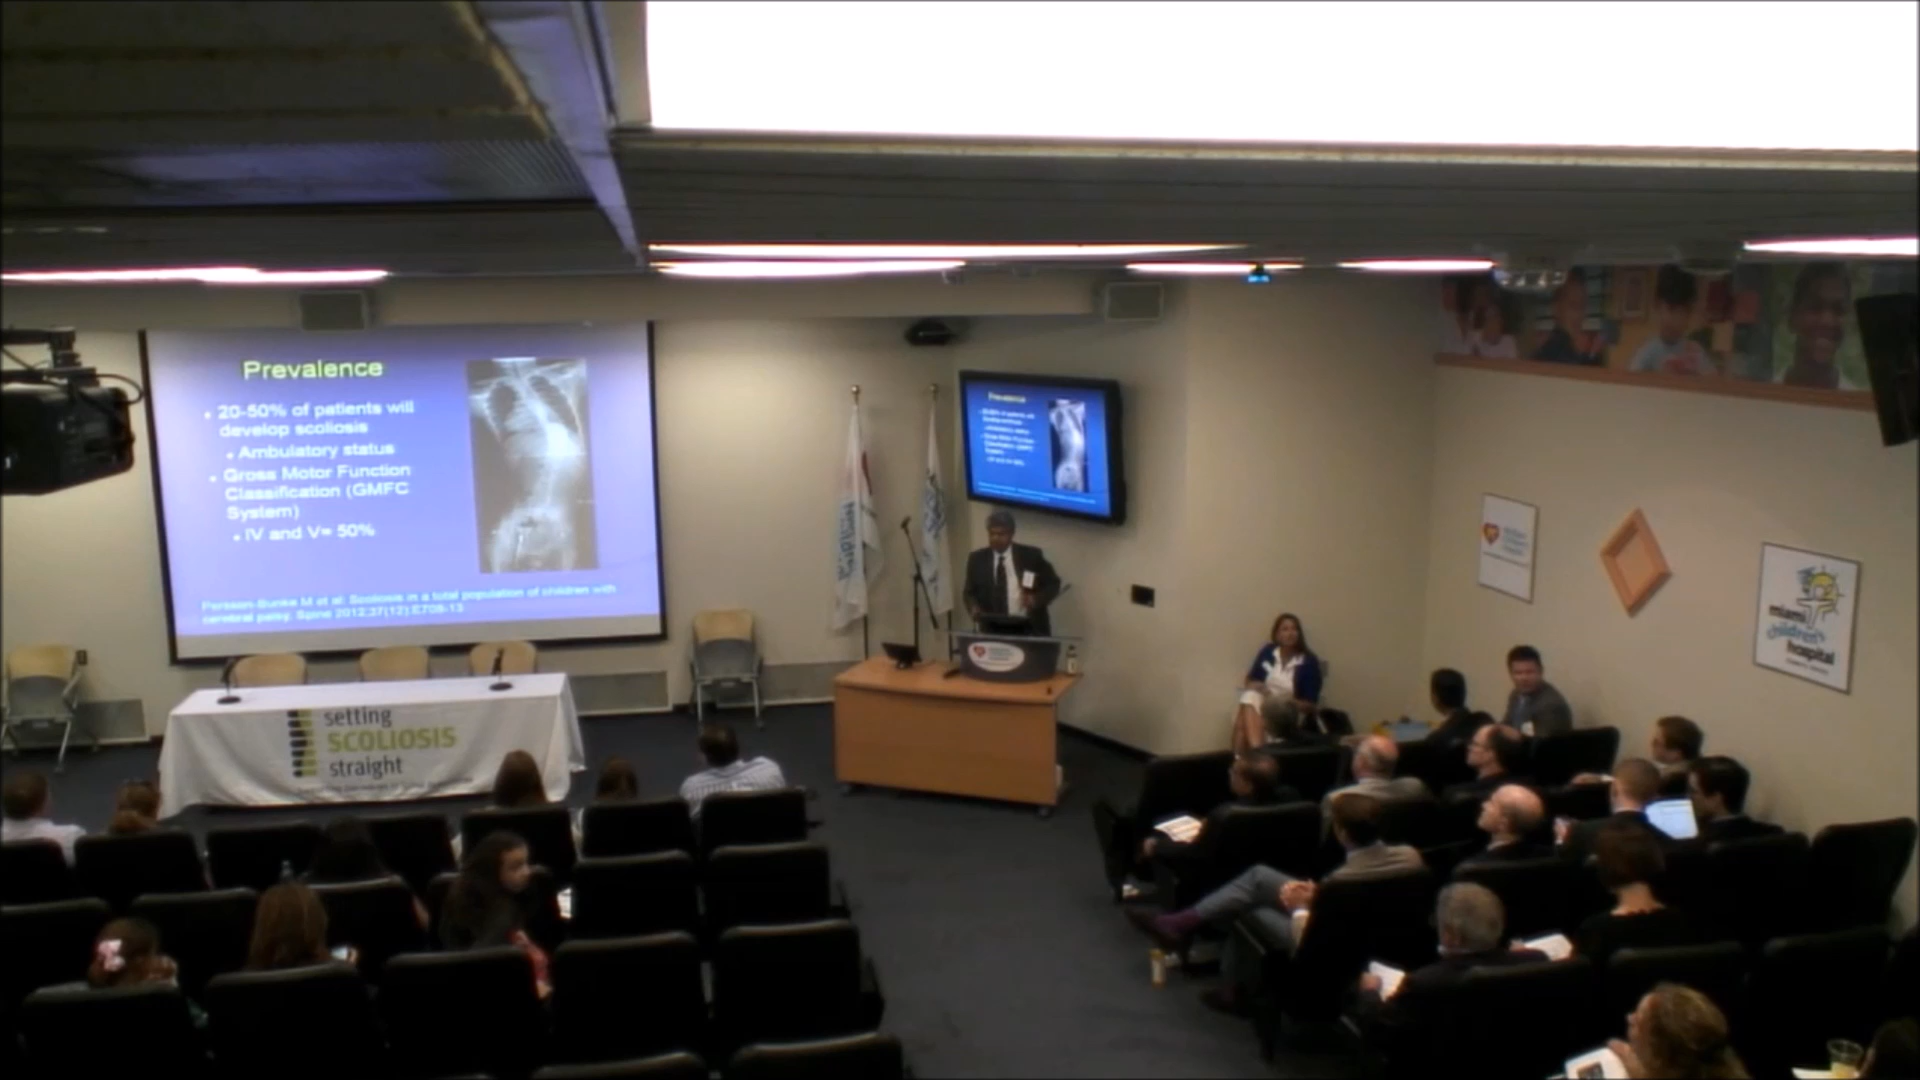 Prevalence
• 20-50% of patients will
develop scoliosis
• Ambulatory status
• Gross Motor Function
Classification (GMFC
System)
• IV and V= 50%
Persson-Bunke M et al: Scoliosis in a total population of children with
cerebral palsy. Spine 2012;37(12):E708-13
Prevalence
setting
SCOLIOSIS
straight
miami
children's
hospital